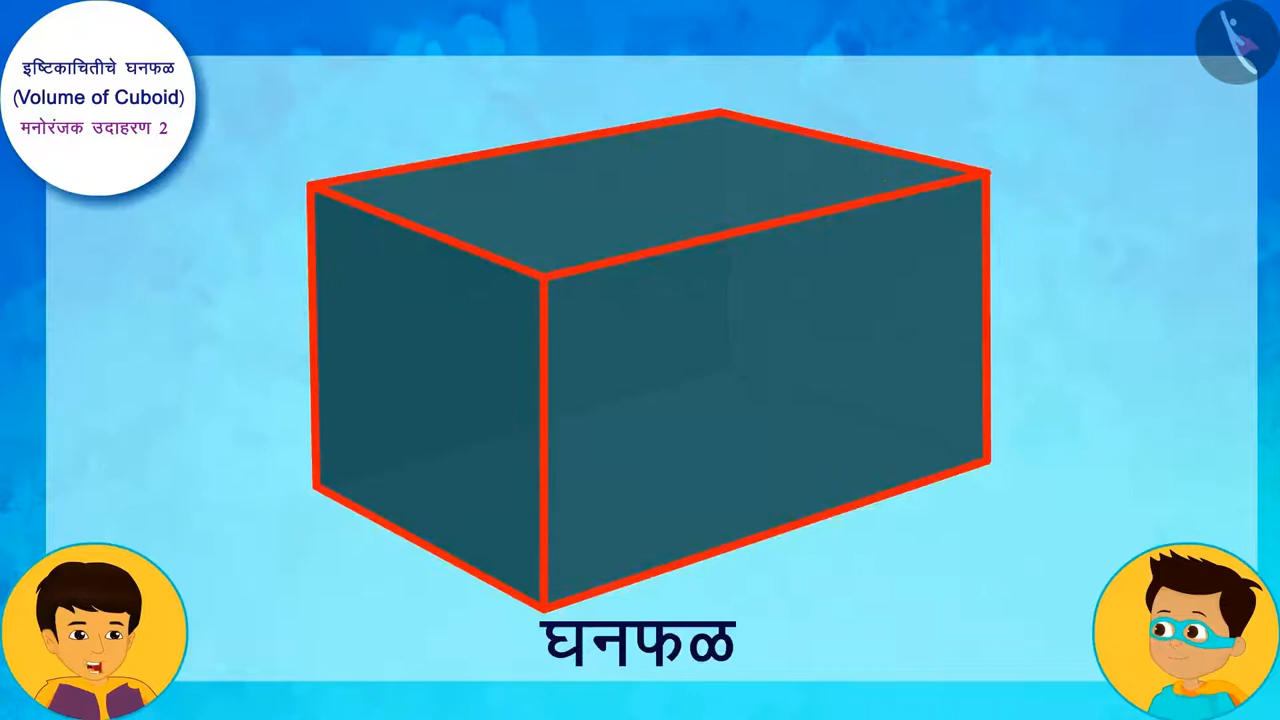 इष्टिकाचितीचे घनफळ
(Volume of Cuboid)
मनोरंजक उदाहरण 2
घनफळ